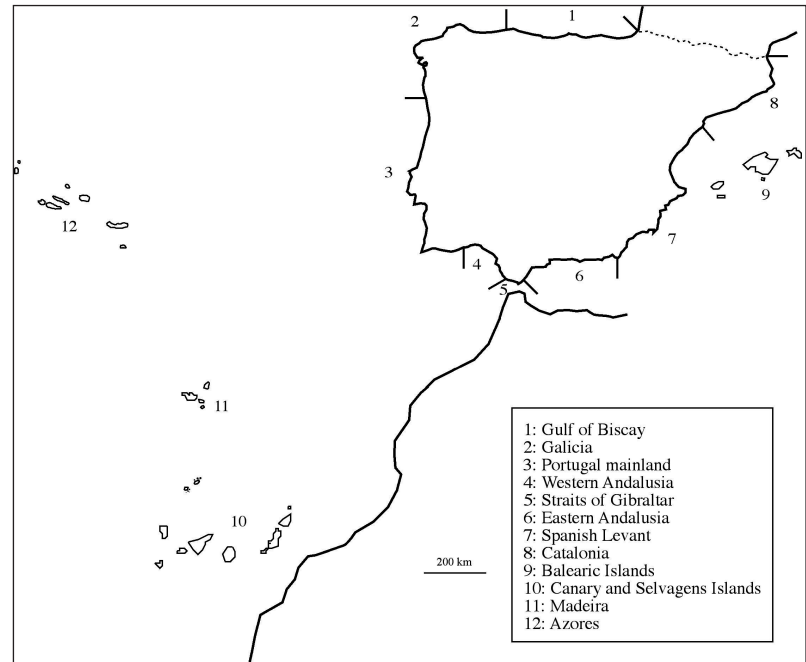 2
1
8
3
9
12
7
4
6
5
11
10
200 km
1: Gulf of Biscay
2: Galicia
3: Portugal mainland
4: Western Andalusia
5: Straits of Gibraltar
6: Eastern Andalusia
7: Spanish Levant
8: Catalonia
9: Balearic Islands
10: Canary and Selvagens Islands
11: Madeira
12: Azores